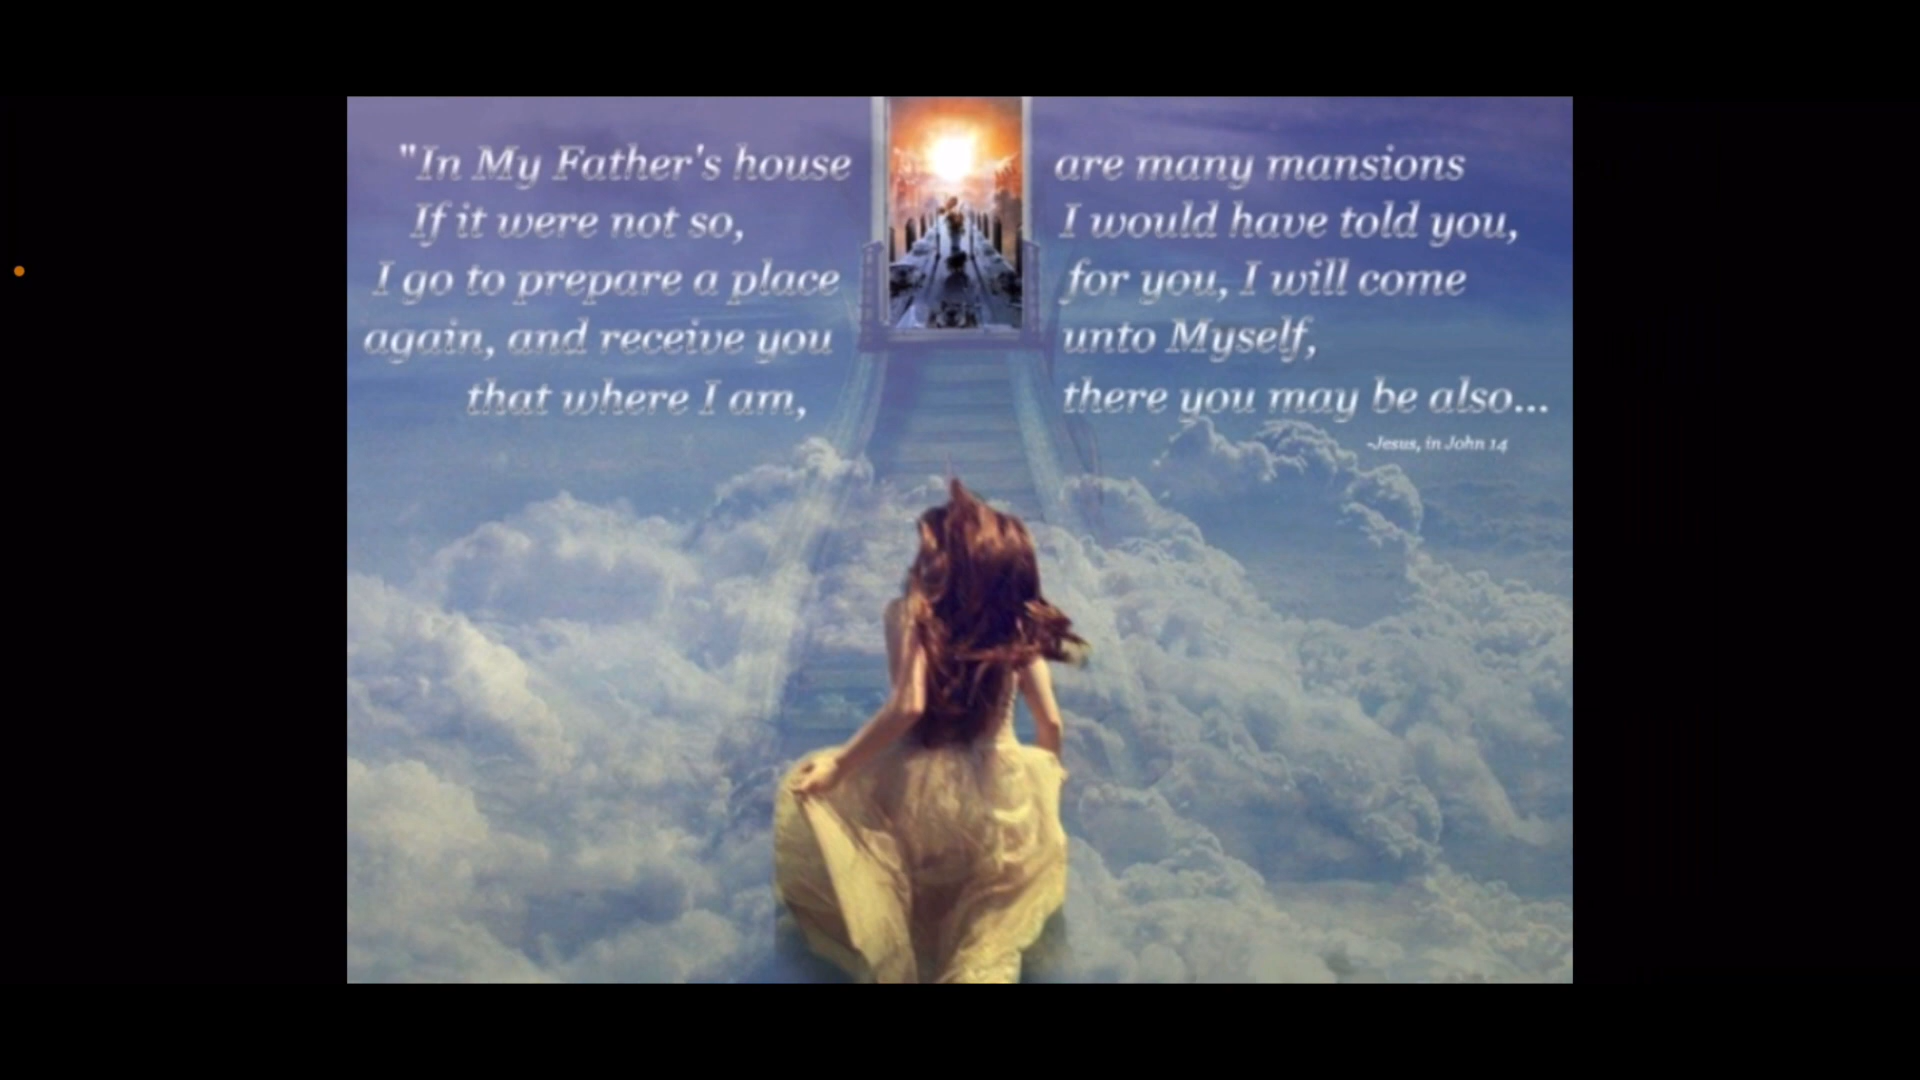 "In My Father's house are many mansions
If it were not so, I would have told you,
I go to prepare a place for you, I will come
again, and receive you unto Myself,
that where I am, there you may be also...
-Jesus, in John 14